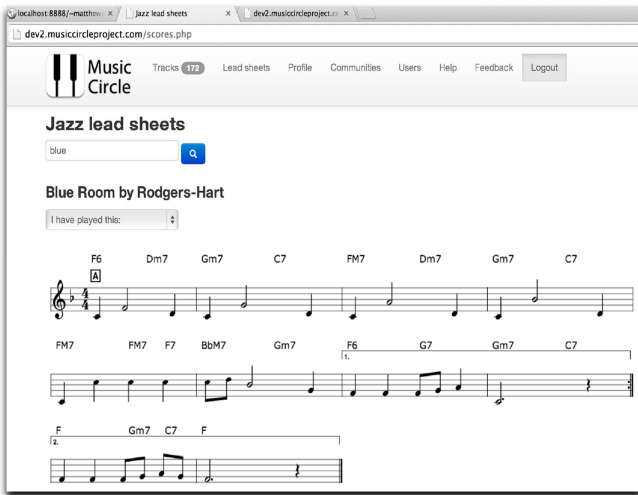 localhost:8888/~matthew
Jazz lead sheets
dev2.musiccircleproject.co
dev2.musiccircleproject.com/scores.php
Music Circle
Tracks 172 Lead sheets Profile Communities Users Help Feedback Logout
Jazz lead sheets
blue
Blue Room by Rodgers-Hart
I have played this:
F6 Dm7 Gm7 C7 FM7 Dm7 Gm7 C7
A
4
4
FM7 FM7 F7 BbM7 Gm7 F6 G7 Gm7 C7
1.
F Gm7 C7 F
2.